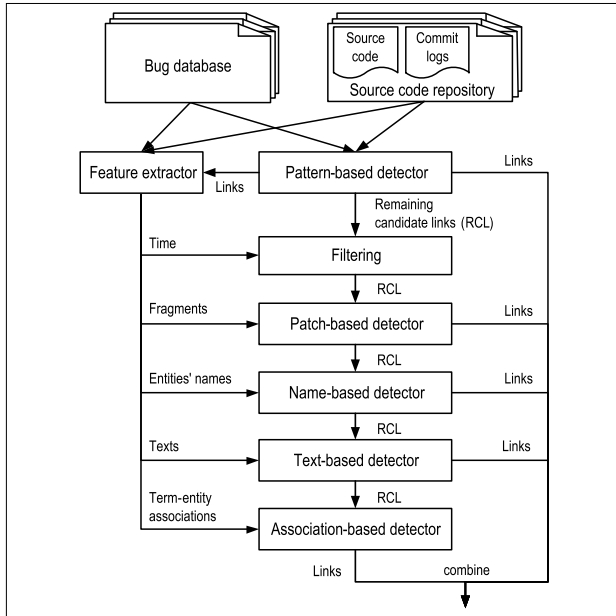 Bug database
Source
code
Commit
logs
Source code repository
Feature extractor
Links
Pattern-based detector
Links
Remaining
candidate links (RCL)
Time
Filtering
RCL
Fragments
Patch-based detector
Links
RCL
Entities' names
Name-based detector
Links
RCL
Texts
Text-based detector
Links
RCL
Term-entity
associations
Association-based detector
Links
combine